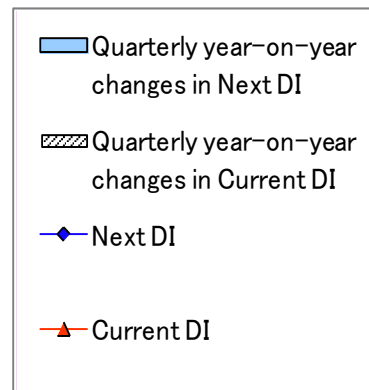 Quarterly year-on-year
changes in Next DI
Quarterly year-on-year
changes in Current DI
Next DI
Current DI